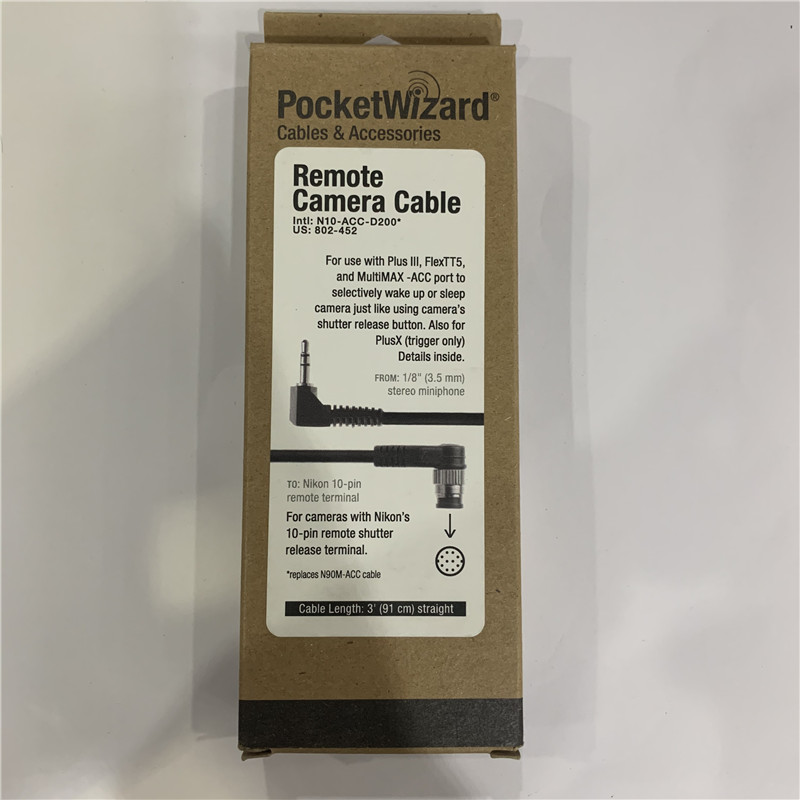 PocketWizard®
Cables & Accessories
Remote
Camera Cable
Intl: N10-ACC-D200*
US: 802-452
For use with Plus III, FlexTT5,
and MultiMAX -ACC port to
selectively wake up or sleep
camera just like using camera's
shutter release button. Also for
PlusX (trigger only)
Details inside.
FROM: 1/8" (3.5 mm)
stereo miniphone
TO: Nikon 10-pin
remote terminal
For cameras with Nikon's
10-pin remote shutter
release terminal.
*replaces N90M-ACC cable
Cable Length: 3' (91 cm) straight